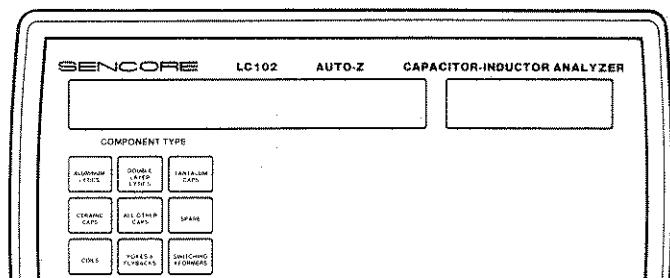 SENCORE LC102 AUTO-Z CAPACITOR-INDUCTOR ANALYZER
COMPONENT TYPE
ALUMINUM
LYTICS
DOUBLE
LAYER
LYTICS
TANTALUM
CAPS
CERAMIC
CAPS
ALL OTHER
CAPS
SPARE
COILS
YOKES &
FLYBACKS
SWITCHING
XFORMERS